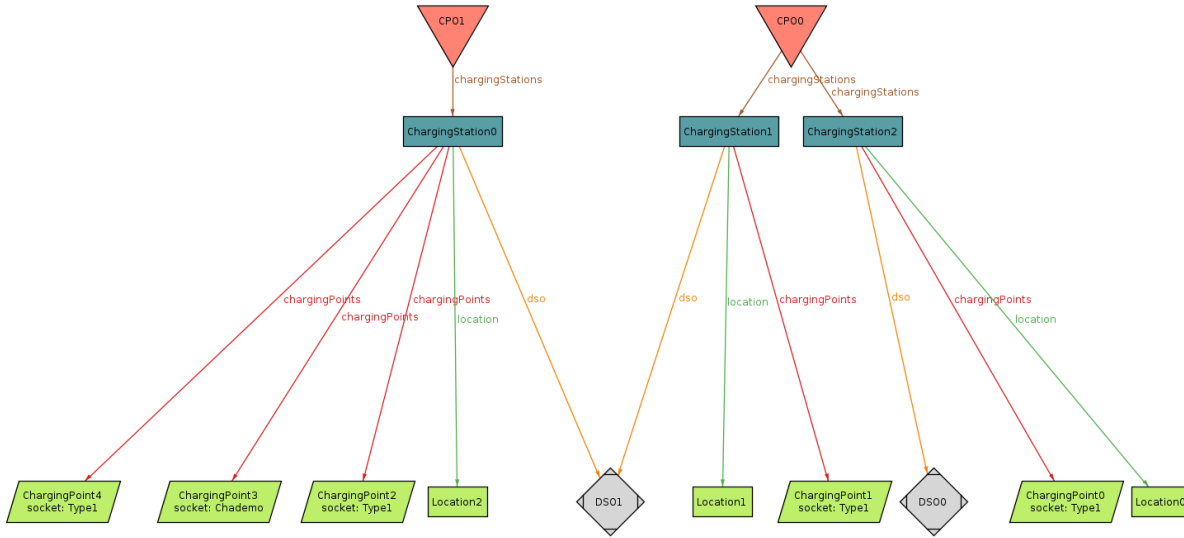 CPO1
CPO0
chargingStations
chargingStations
chargingStations
ChargingStation0
ChargingStation1
ChargingStation2
chargingPoints
chargingPoints
chargingPoints
dso
location
dso
location
chargingPoints
dso
chargingPoints
location
ChargingPoint4
socket: Type1
ChargingPoint3
socket: Chademo
ChargingPoint2
socket: Type1
Location2
DSO1
Location1
ChargingPoint1
socket: Type1
DSO0
ChargingPoint0
socket: Type1
Location0